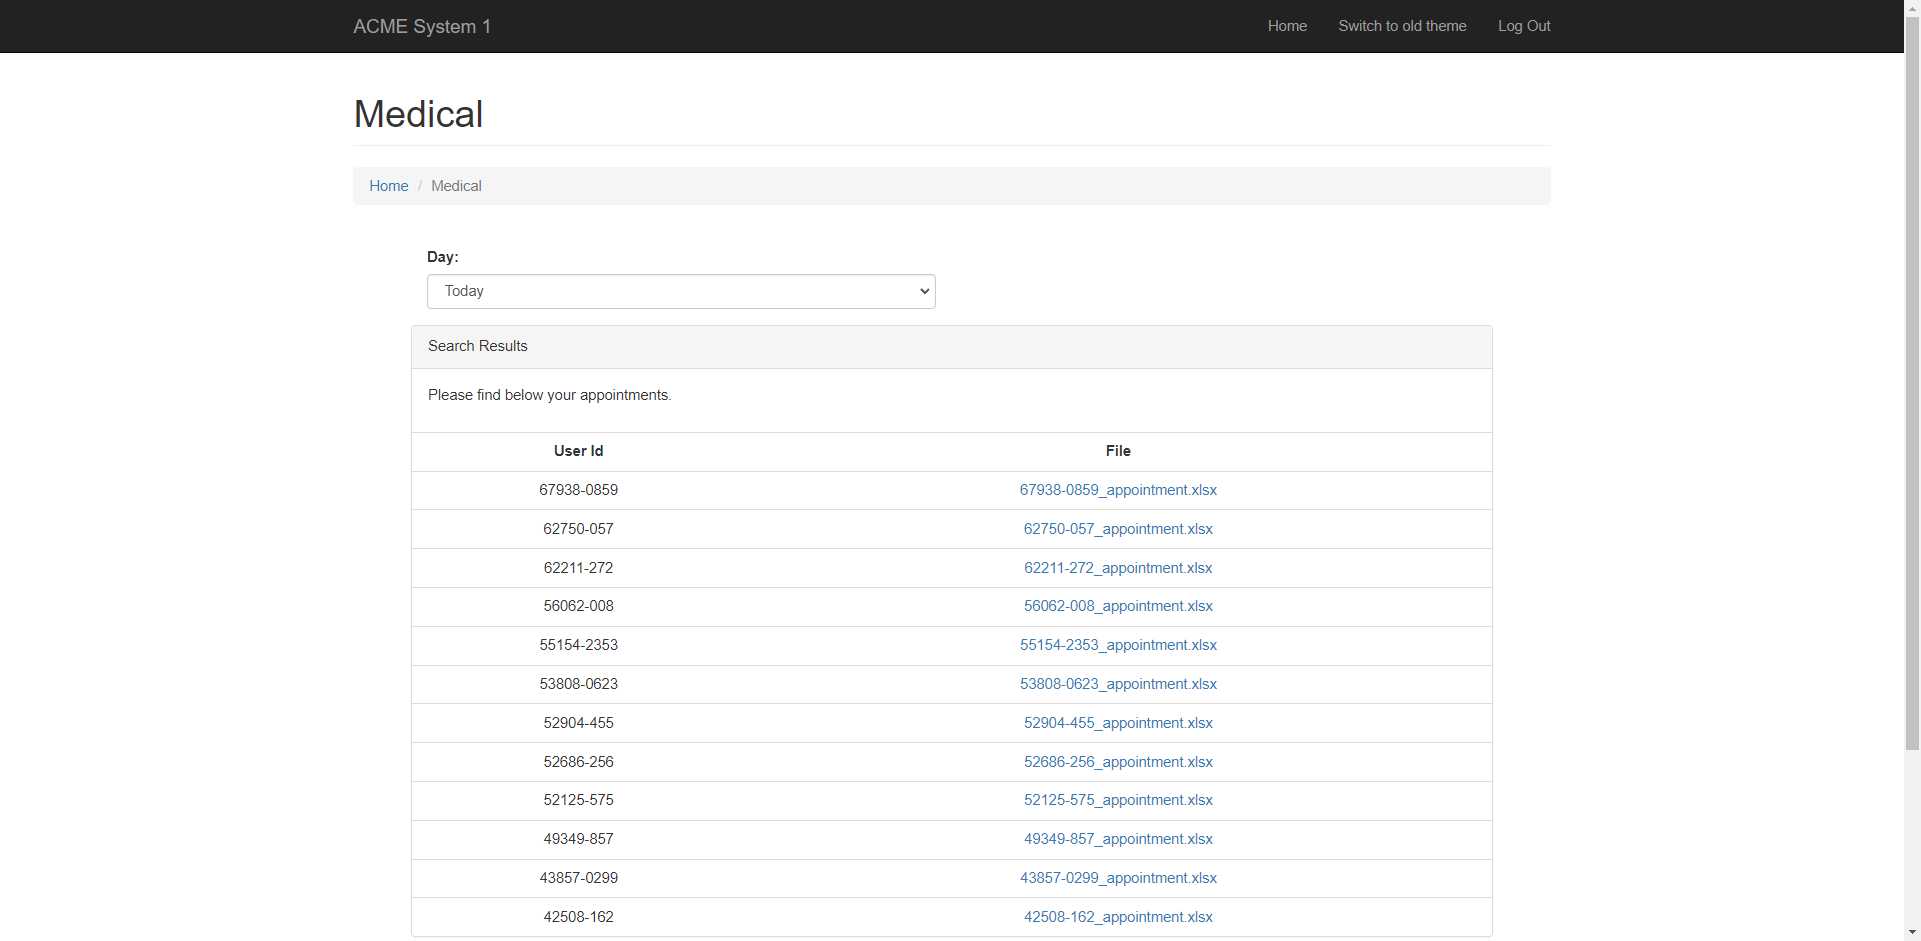 ACME System 1 Home Switch to old theme Log Out
Medical
Home / Medical
Day:
Today
Search Results
Please find below your appointments.
User Id File
67938-0859 67938-0859_appointment.xlsx
62750-057 62750-057_appointment.xlsx
62211-272 62211-272_appointment.xlsx
56062-008 56062-008_appointment.xlsx
55154-2353 55154-2353_appointment.xlsx
53808-0623 53808-0623_appointment.xlsx
52904-455 52904-455_appointment.xlsx
52686-256 52686-256_appointment.xlsx
52125-575 52125-575_appointment.xlsx
49349-857 49349-857_appointment.xlsx
43857-0299 43857-0299_appointment.xlsx
42508-162 42508-162_appointment.xlsx